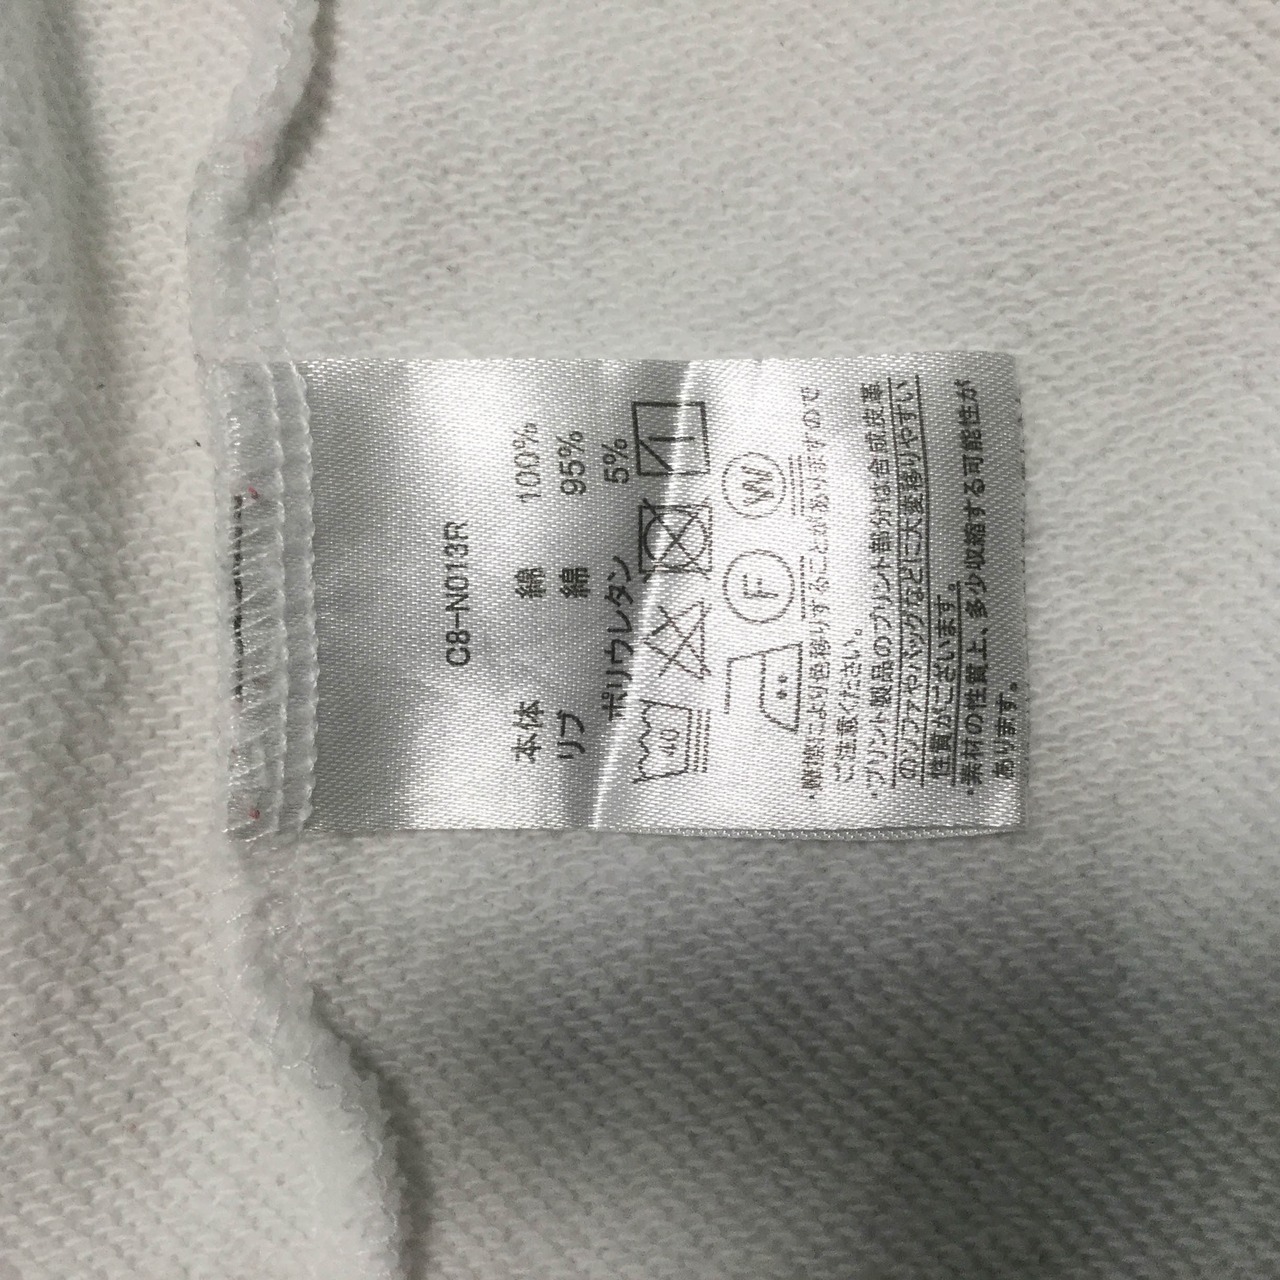 C8-N013R
本体 綿 100%
リブ 綿 95%
ポリウレタン 5%
40
F W
・摩擦により色移りすることがありますので
ご注意ください。
・プリント製品のプリント部分は合成皮革
のソファやバッグなどに大変移りやすい
性質がございます。
・素材の性質上、多少収縮する可能性が
あります。